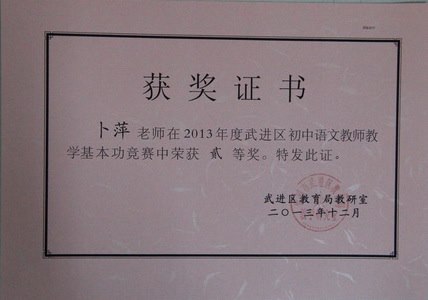 获奖证书
卜萍 老师在2013年度武进区初中语文教师教
学基本功竞赛中荣获 贰 等奖。特发此证。
武进区教育局教研室
二〇一三年十二月